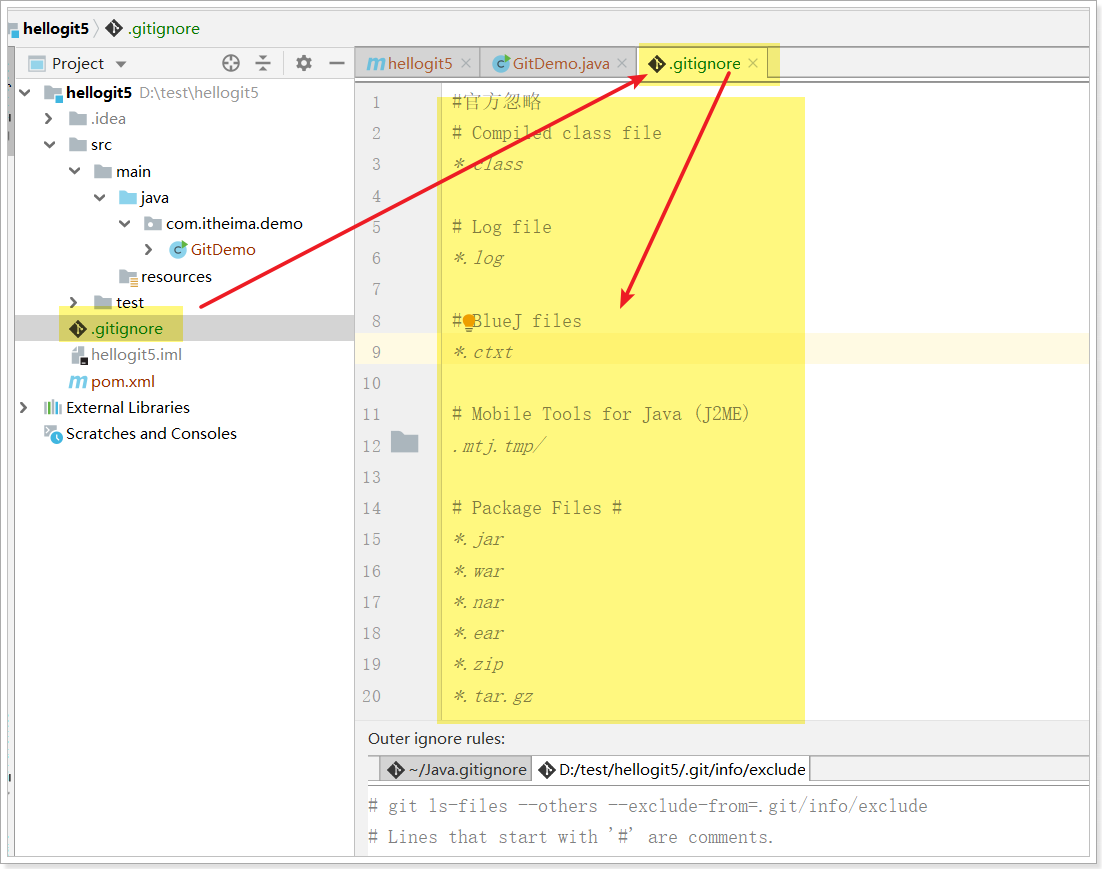 hellogit5 .gitignore
Project
hellogit5 D:\test\hellogit5
.idea
src
main
java
com.itheima.demo
GitDemo
resources
test
.gitignore
hellogit5.iml
pom.xml
External Libraries
Scratches and Consoles
hellogit5 GitDemo.java .gitignore
1 #官方忽略
2 # Compiled class file
3 *.class
4
5 # Log file
6 *.log
7
8 # BlueJ files
9 *.ctxt
10
11 # Mobile Tools for Java (J2ME)
12 .mtj.tmp/
13
14 # Package Files #
15 *.jar
16 *.war
17 *.nar
18 *.ear
19 *.zip
20 *.tar.gz
Outer ignore rules:
~/Java.gitignore D:/test/hellogit5/.git/info/exclude
# git ls-files --others --exclude-from=.git/info/exclude
# Lines that start with '#' are comments.